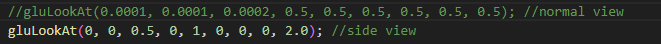 //gluLookAt(0.0001, 0.0001, 0.0002, 0.5, 0.5, 0.5, 0.5, 0.5, 0.5); //normal view
gluLookAt(0, 0, 0.5, 0, 1, 0, 0, 0, 2.0); //side view